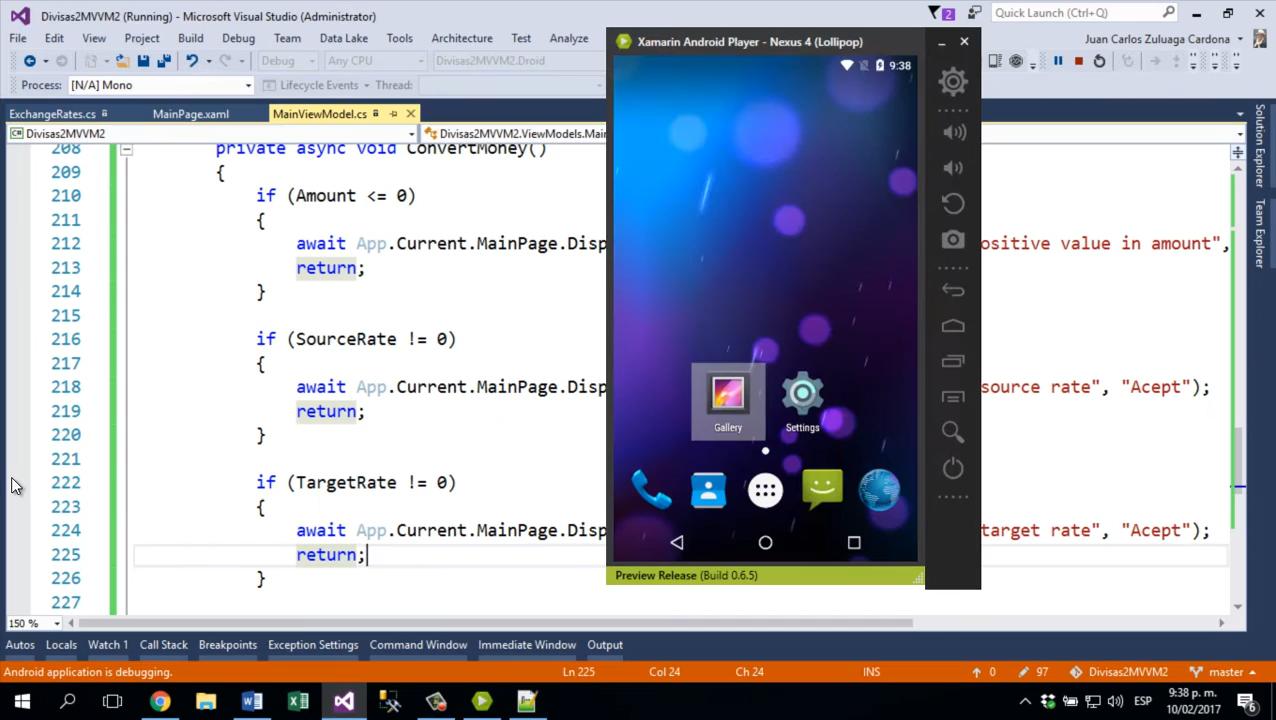 Divisas2MVVM2 (Running) - Microsoft Visual Studio (Administrator)
2
Quick Launch (Ctrl+Q)
File Edit View Project Build Debug Team Data Lake Tools Architecture Test Analyze
Juan Carlos Zuluaga Cardona
Debug Any CPU Divisas2MVVM2.Droid
Process: [N/A] Mono Lifecycle Events Thread:
ExchangeRates.cs MainPage.xaml MainViewModel.cs
Divisas2MVVM2 Divisas2MVVM2.ViewModels.Main
208 private async void ConvertMoney()
209 {
210 if (Amount <= 0)
211 {
212 await App.Current.MainPage.Disp ositive value in amount",
213 return;
214 }
215
216 if (SourceRate != 0)
217 {
218 await App.Current.MainPage.Disp source rate", "Acept");
219 return;
220 }
221
222 if (TargetRate != 0)
223 {
224 await App.Current.MainPage.Disp target rate", "Acept");
225 return;
226 }
227
Xamarin Android Player - Nexus 4 (Lollipop)
9:38
Gallery Settings
Preview Release (Build 0.6.5)
Solution Explorer
Team Explorer
150 %
Autos Locals Watch 1 Call Stack Breakpoints Exception Settings Command Window Immediate Window Output
Android application is debugging. Ln 225 Col 24 Ch 24 INS 0 97 Divisas2MVVM2 master
ESP
9:38 p. m.
10/02/2017
6